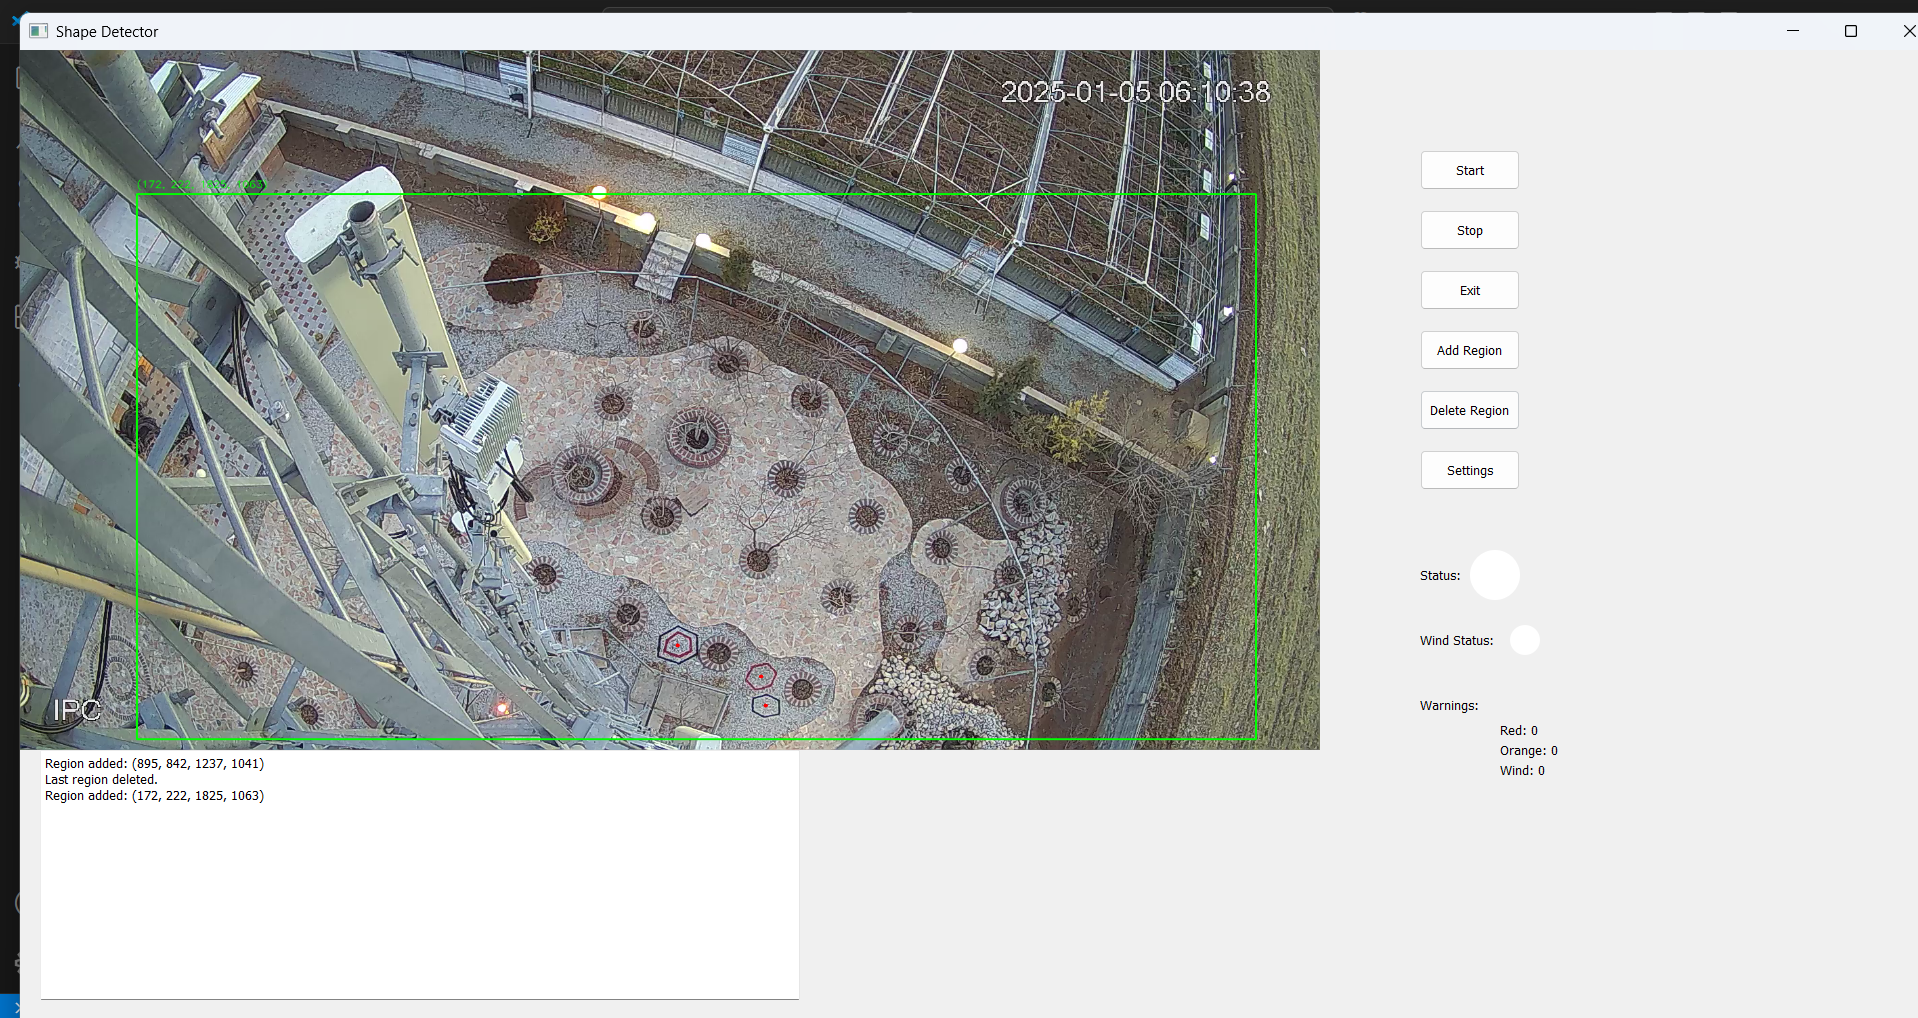 Shape Detector
2025-01-05 06:10:38
Start
Stop
Exit
Add Region
Delete Region
Settings
Status:
Wind Status:
Warnings:
Red: 0
Orange: 0
Wind: 0
(172, 222, 1825, 1063)
IPC
Region added: (895, 842, 1237, 1041)
Last region deleted.
Region added: (172, 222, 1825, 1063)